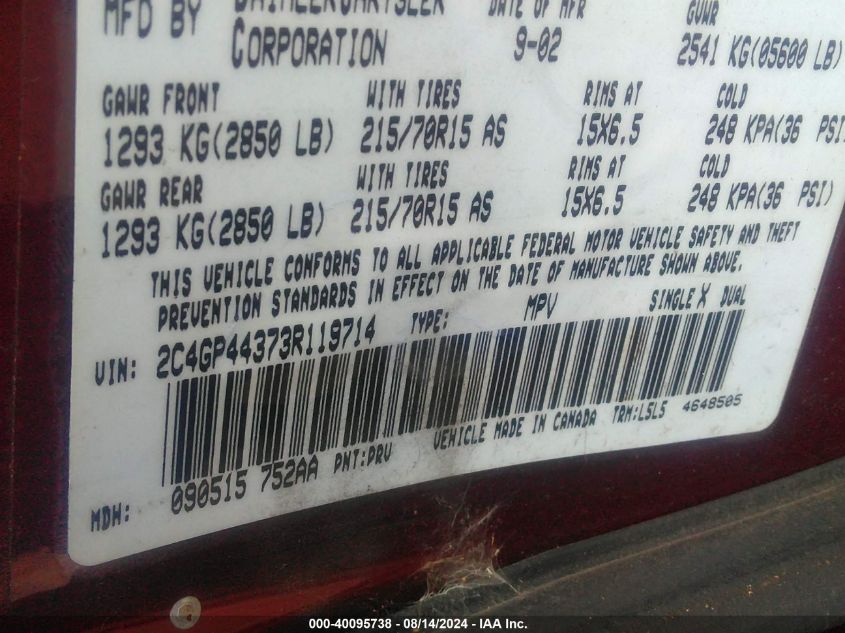 MFD BY DAIMLERCHRYSLER DATE OF MFR GVWR
CORPORATION 9-02 2541 KG(05600 LB)
GAWR FRONT WITH TIRES RIMS AT COLD
1293 KG(2850 LB) 215/70R15 AS 15X6.5 248 KPA(36 PSI
GAWR REAR WITH TIRES RIMS AT COLD
1293 KG(2850 LB) 215/70R15 AS 15X6.5 248 KPA(36 PSI)
THIS VEHICLE CONFORMS TO ALL APPLICABLE FEDERAL MOTOR VEHICLE SAFETY AND THEFT
PREVENTION STANDARDS IN EFFECT ON THE DATE OF MANUFACTURE SHOWN ABOVE.
VIN: 2C4GP44373R119714 TYPE: MPV SINGLE X DUAL
VEHICLE MADE IN CANADA TRM:L5L5 4648505
MDH: 090515 752AA PNT:PRV
000-40095738 - 08/14/2024 - IAA Inc.